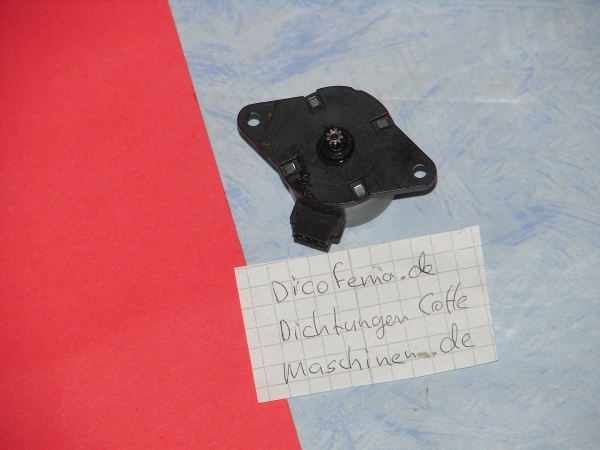 Dicofema.de
Dichtungen Coffe
Maschinen.de